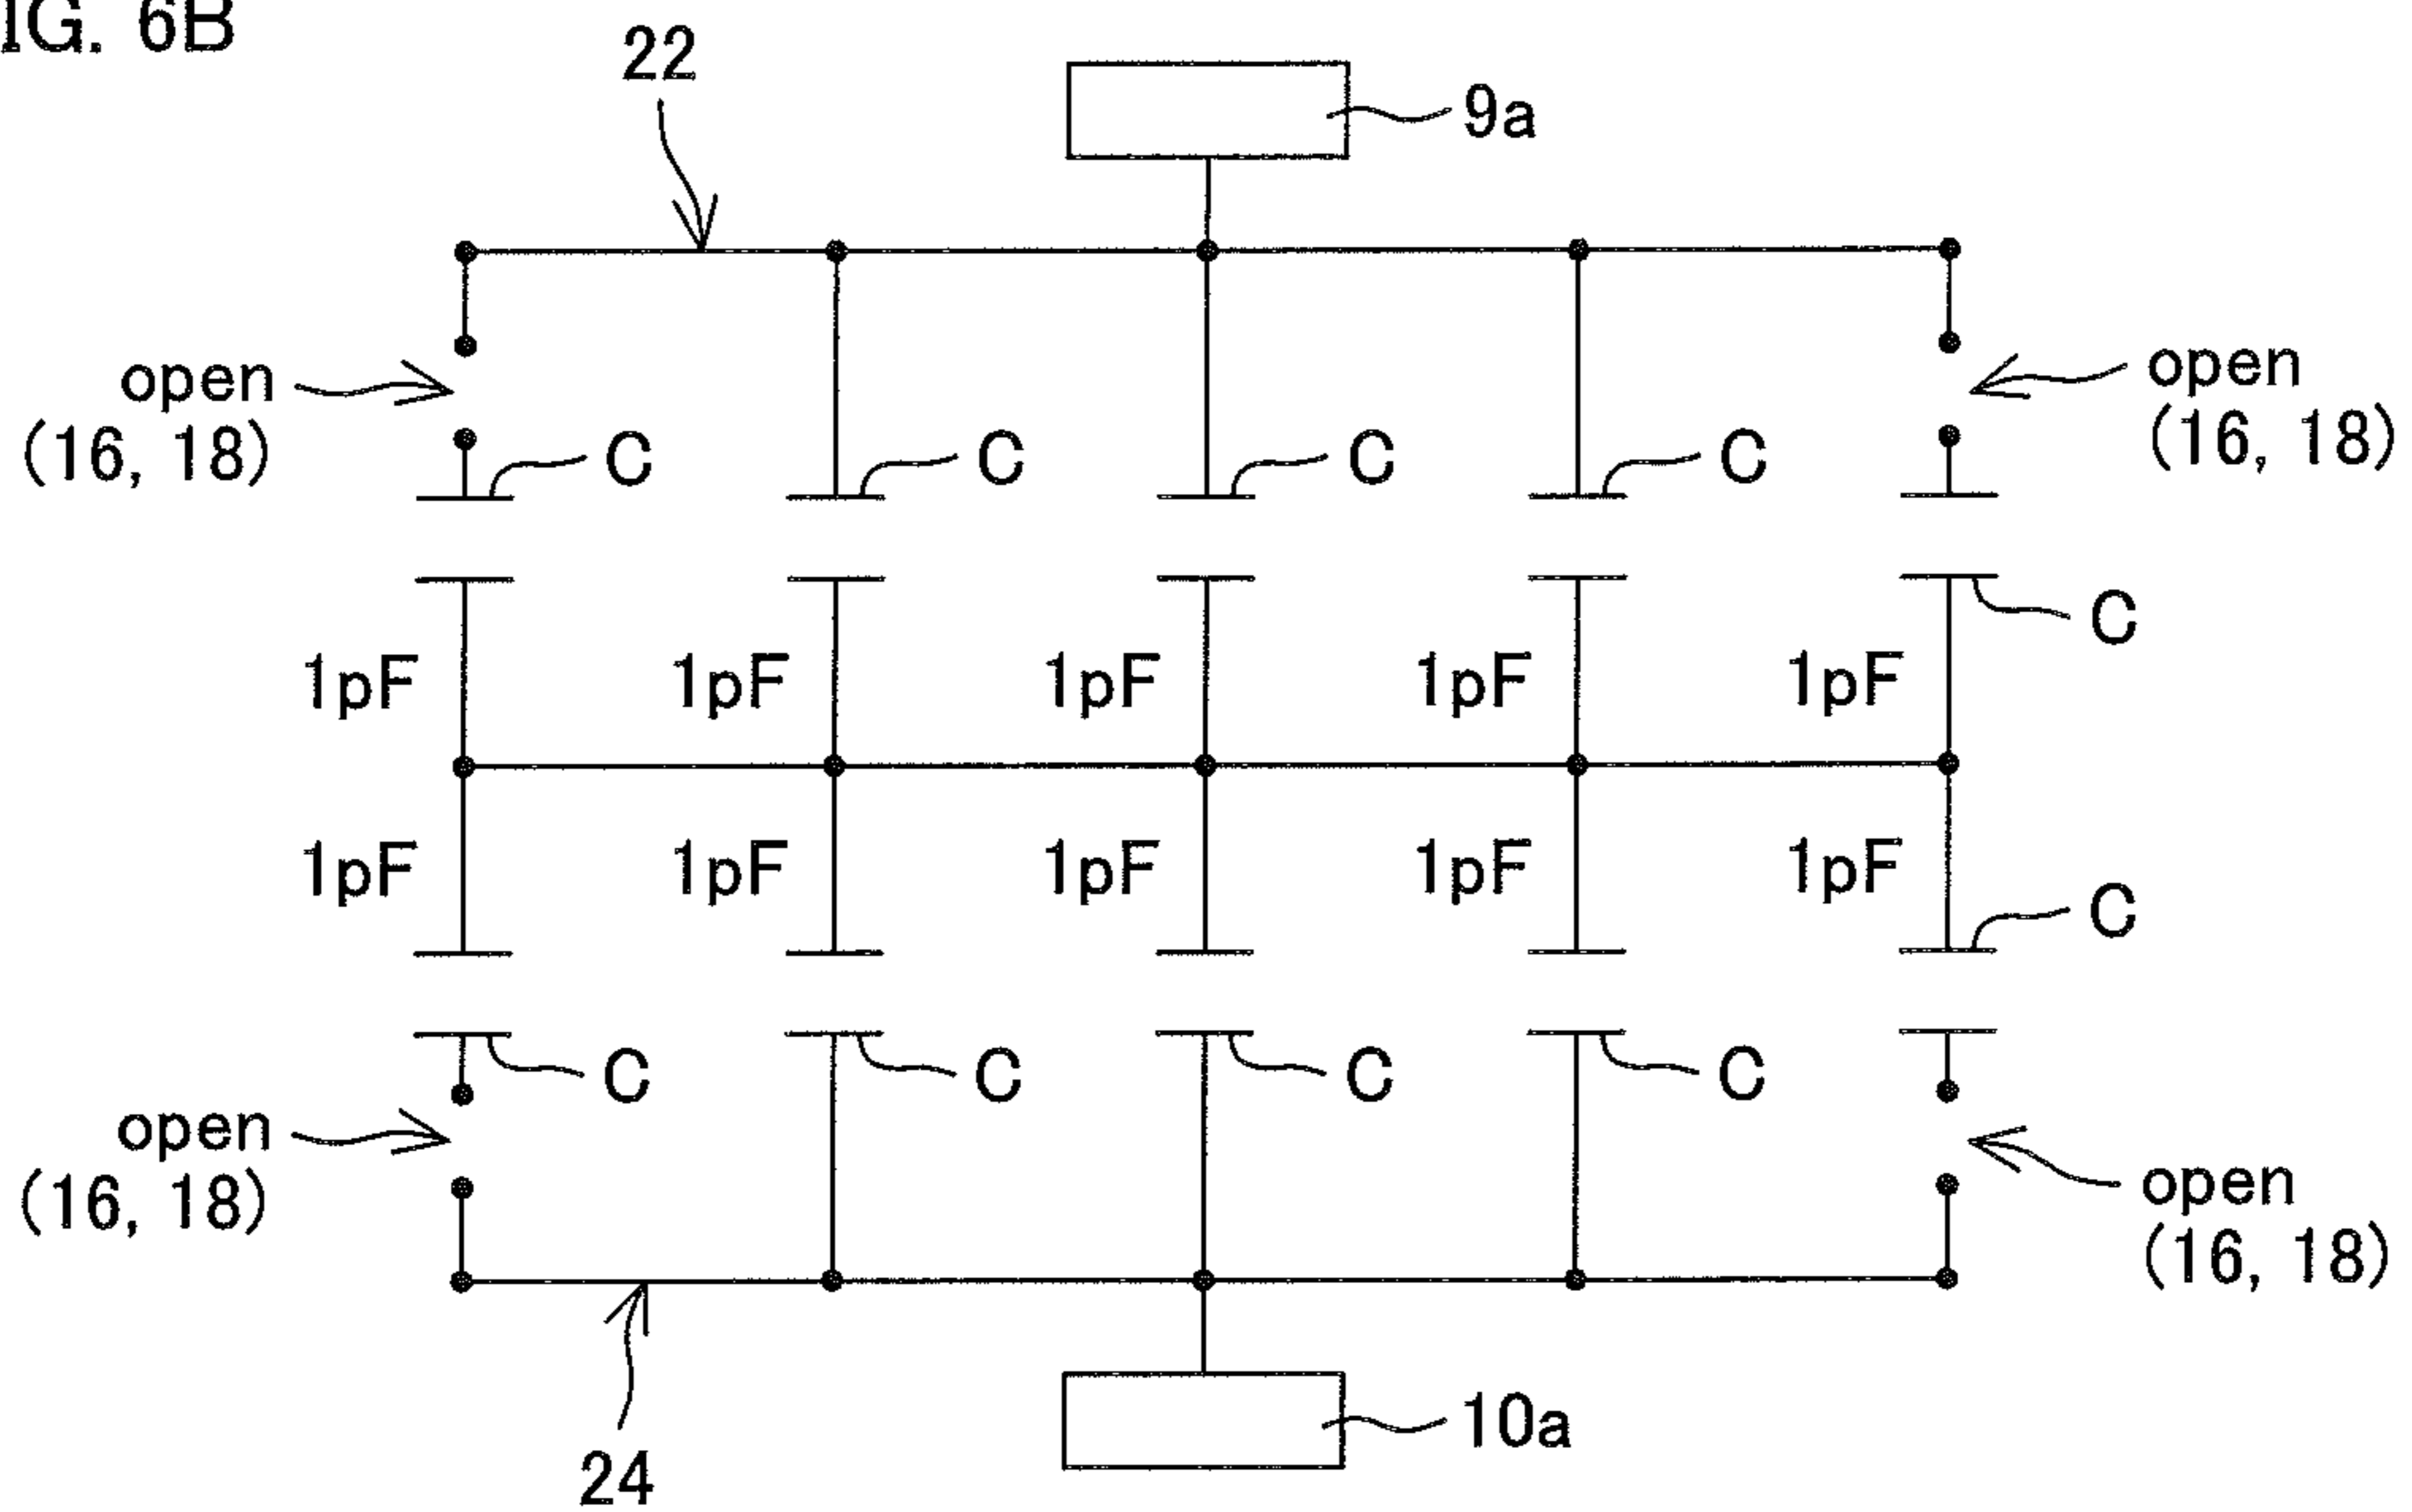 IG. 6B
22
9a
open
(16, 18)
open
(16, 18)
C
C
C
C
C
1pF
1pF
1pF
1pF
1pF
1pF
1pF
1pF
1pF
1pF
C
C
C
C
C
open
(16, 18)
open
(16, 18)
10a
24